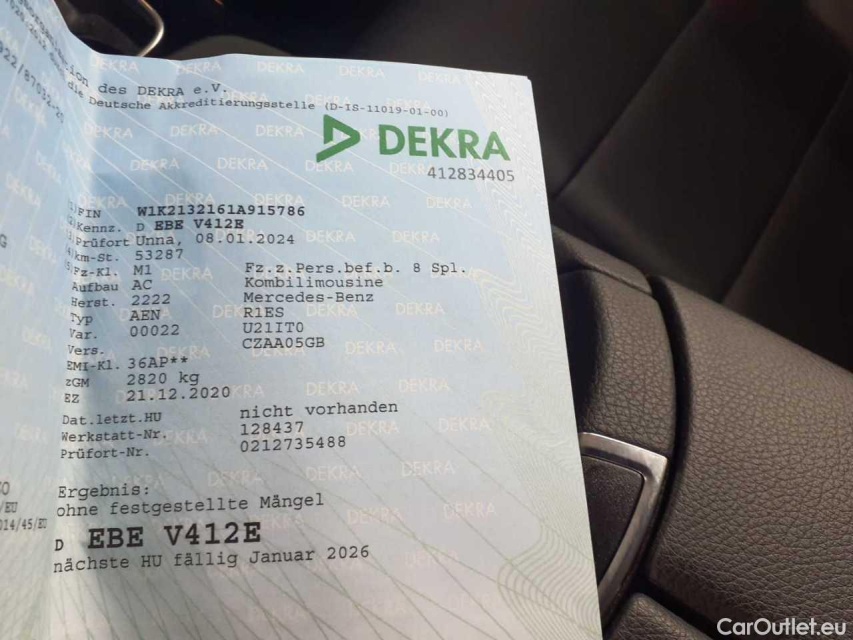 ion des DEKRA e.V.
die Deutsche Akkreditierungsstelle (D-IS-11019-01-00)
DEKRA
412834405
FIN W1K2132161A915786
Kennz. D EBE V412E
Prüfort Unna, 08.01.2024
km-St. 53287
Fz-Kl. M1 Fz.z.Pers.bef.b. 8 Spl.
Aufbau AC Kombilimousine
Herst. 2222 Mercedes-Benz
Typ AEN R1ES
Var. 00022 U21IT0
Vers. CZAA05GB
EMI-Kl. 36AP**
zGM 2820 kg
EZ 21.12.2020
Dat.letzt.HU nicht vorhanden
Werkstatt-Nr. 128437
Prüfort-Nr. 0212735488
Ergebnis:
ohne festgestellte Mängel
D EBE V412E
nächste HU fällig Januar 2026
CarOutlet.eu